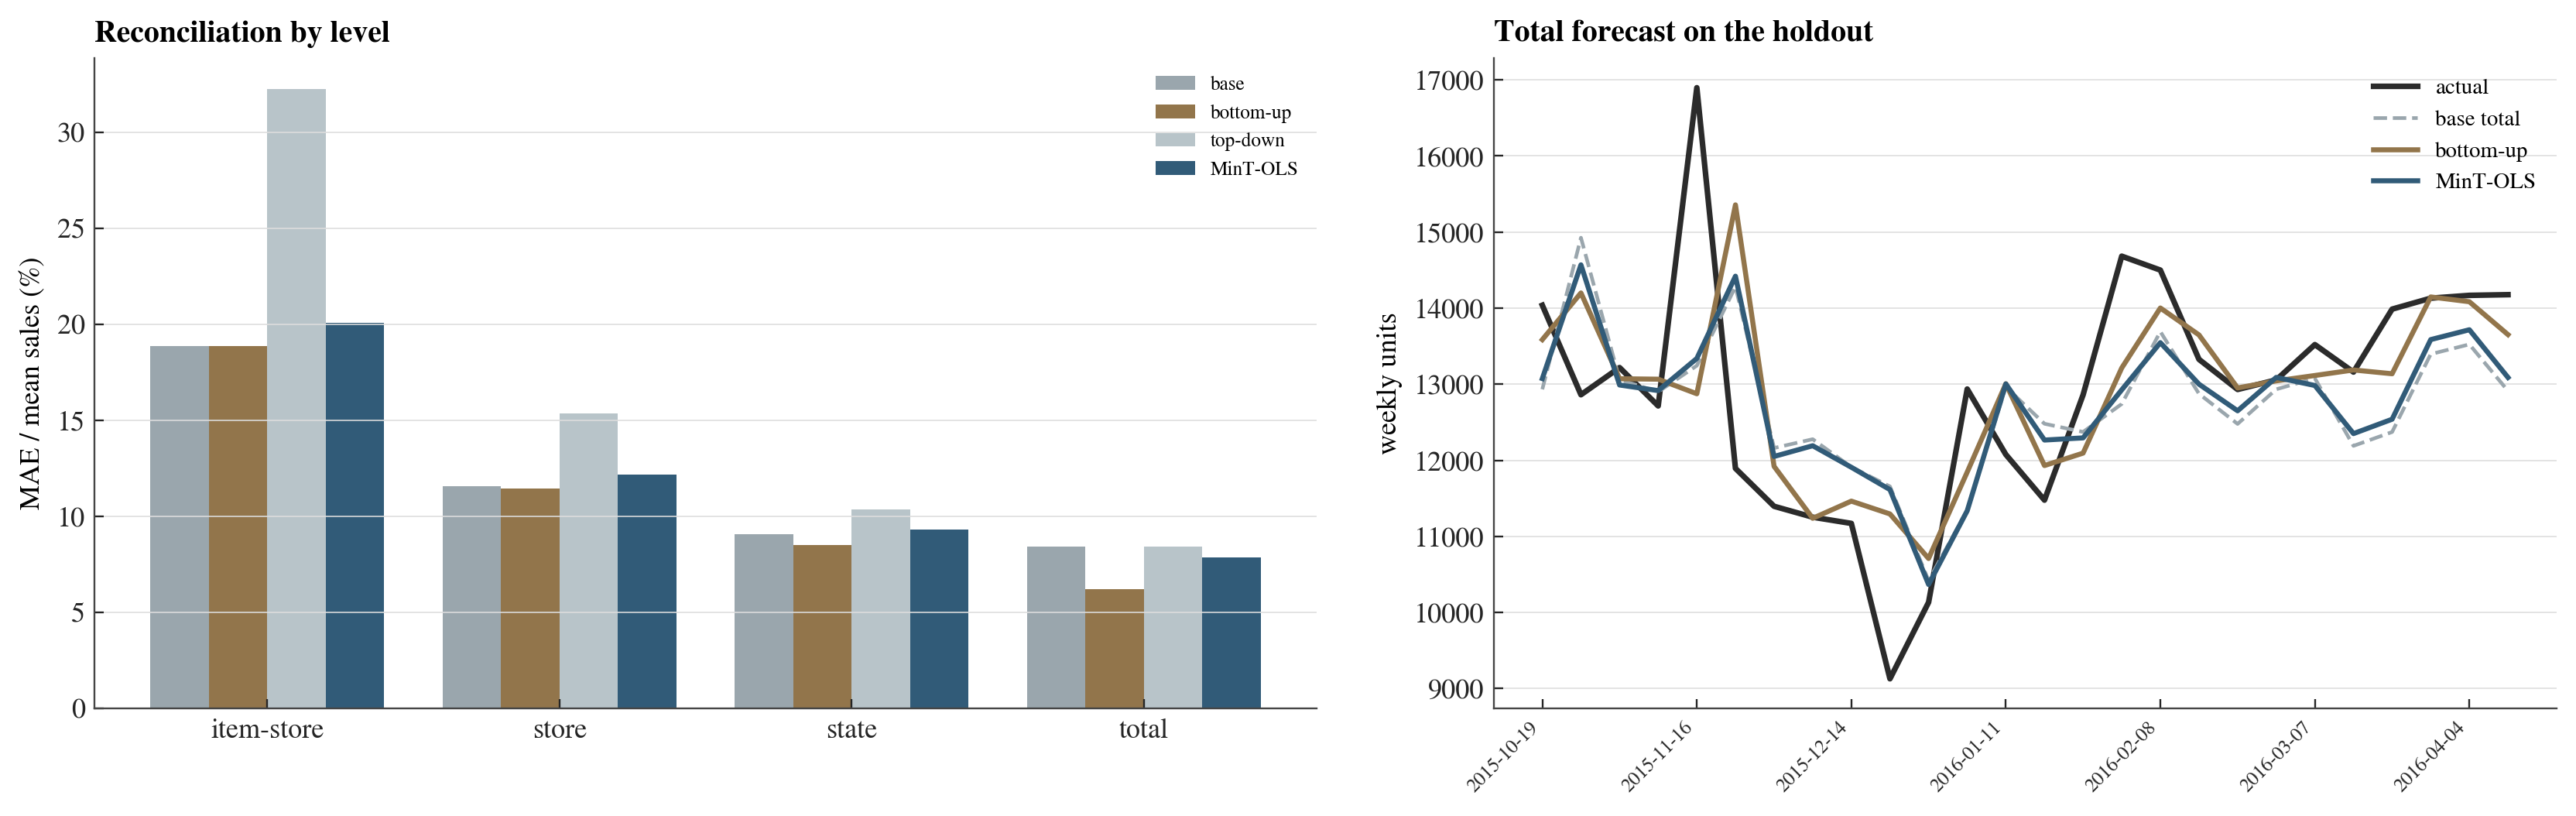 Reconciliation by level
MAE / mean sales (%)
30
25
20
15
10
5
0
item-store
store
state
total
base
bottom-up
top-down
MinT-OLS
Total forecast on the holdout
weekly units
17000
16000
15000
14000
13000
12000
11000
10000
9000
2015-10-19
2015-11-16
2015-12-14
2016-01-11
2016-02-08
2016-03-07
2016-04-04
actual
base total
bottom-up
MinT-OLS